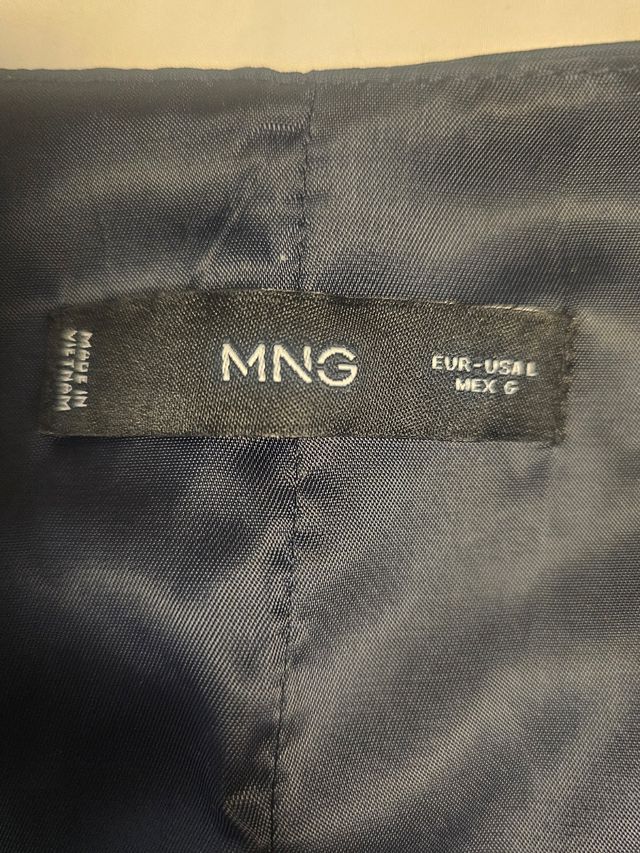 MADE IN
VIETNAM
MNG
EUR-USA L
MEX G